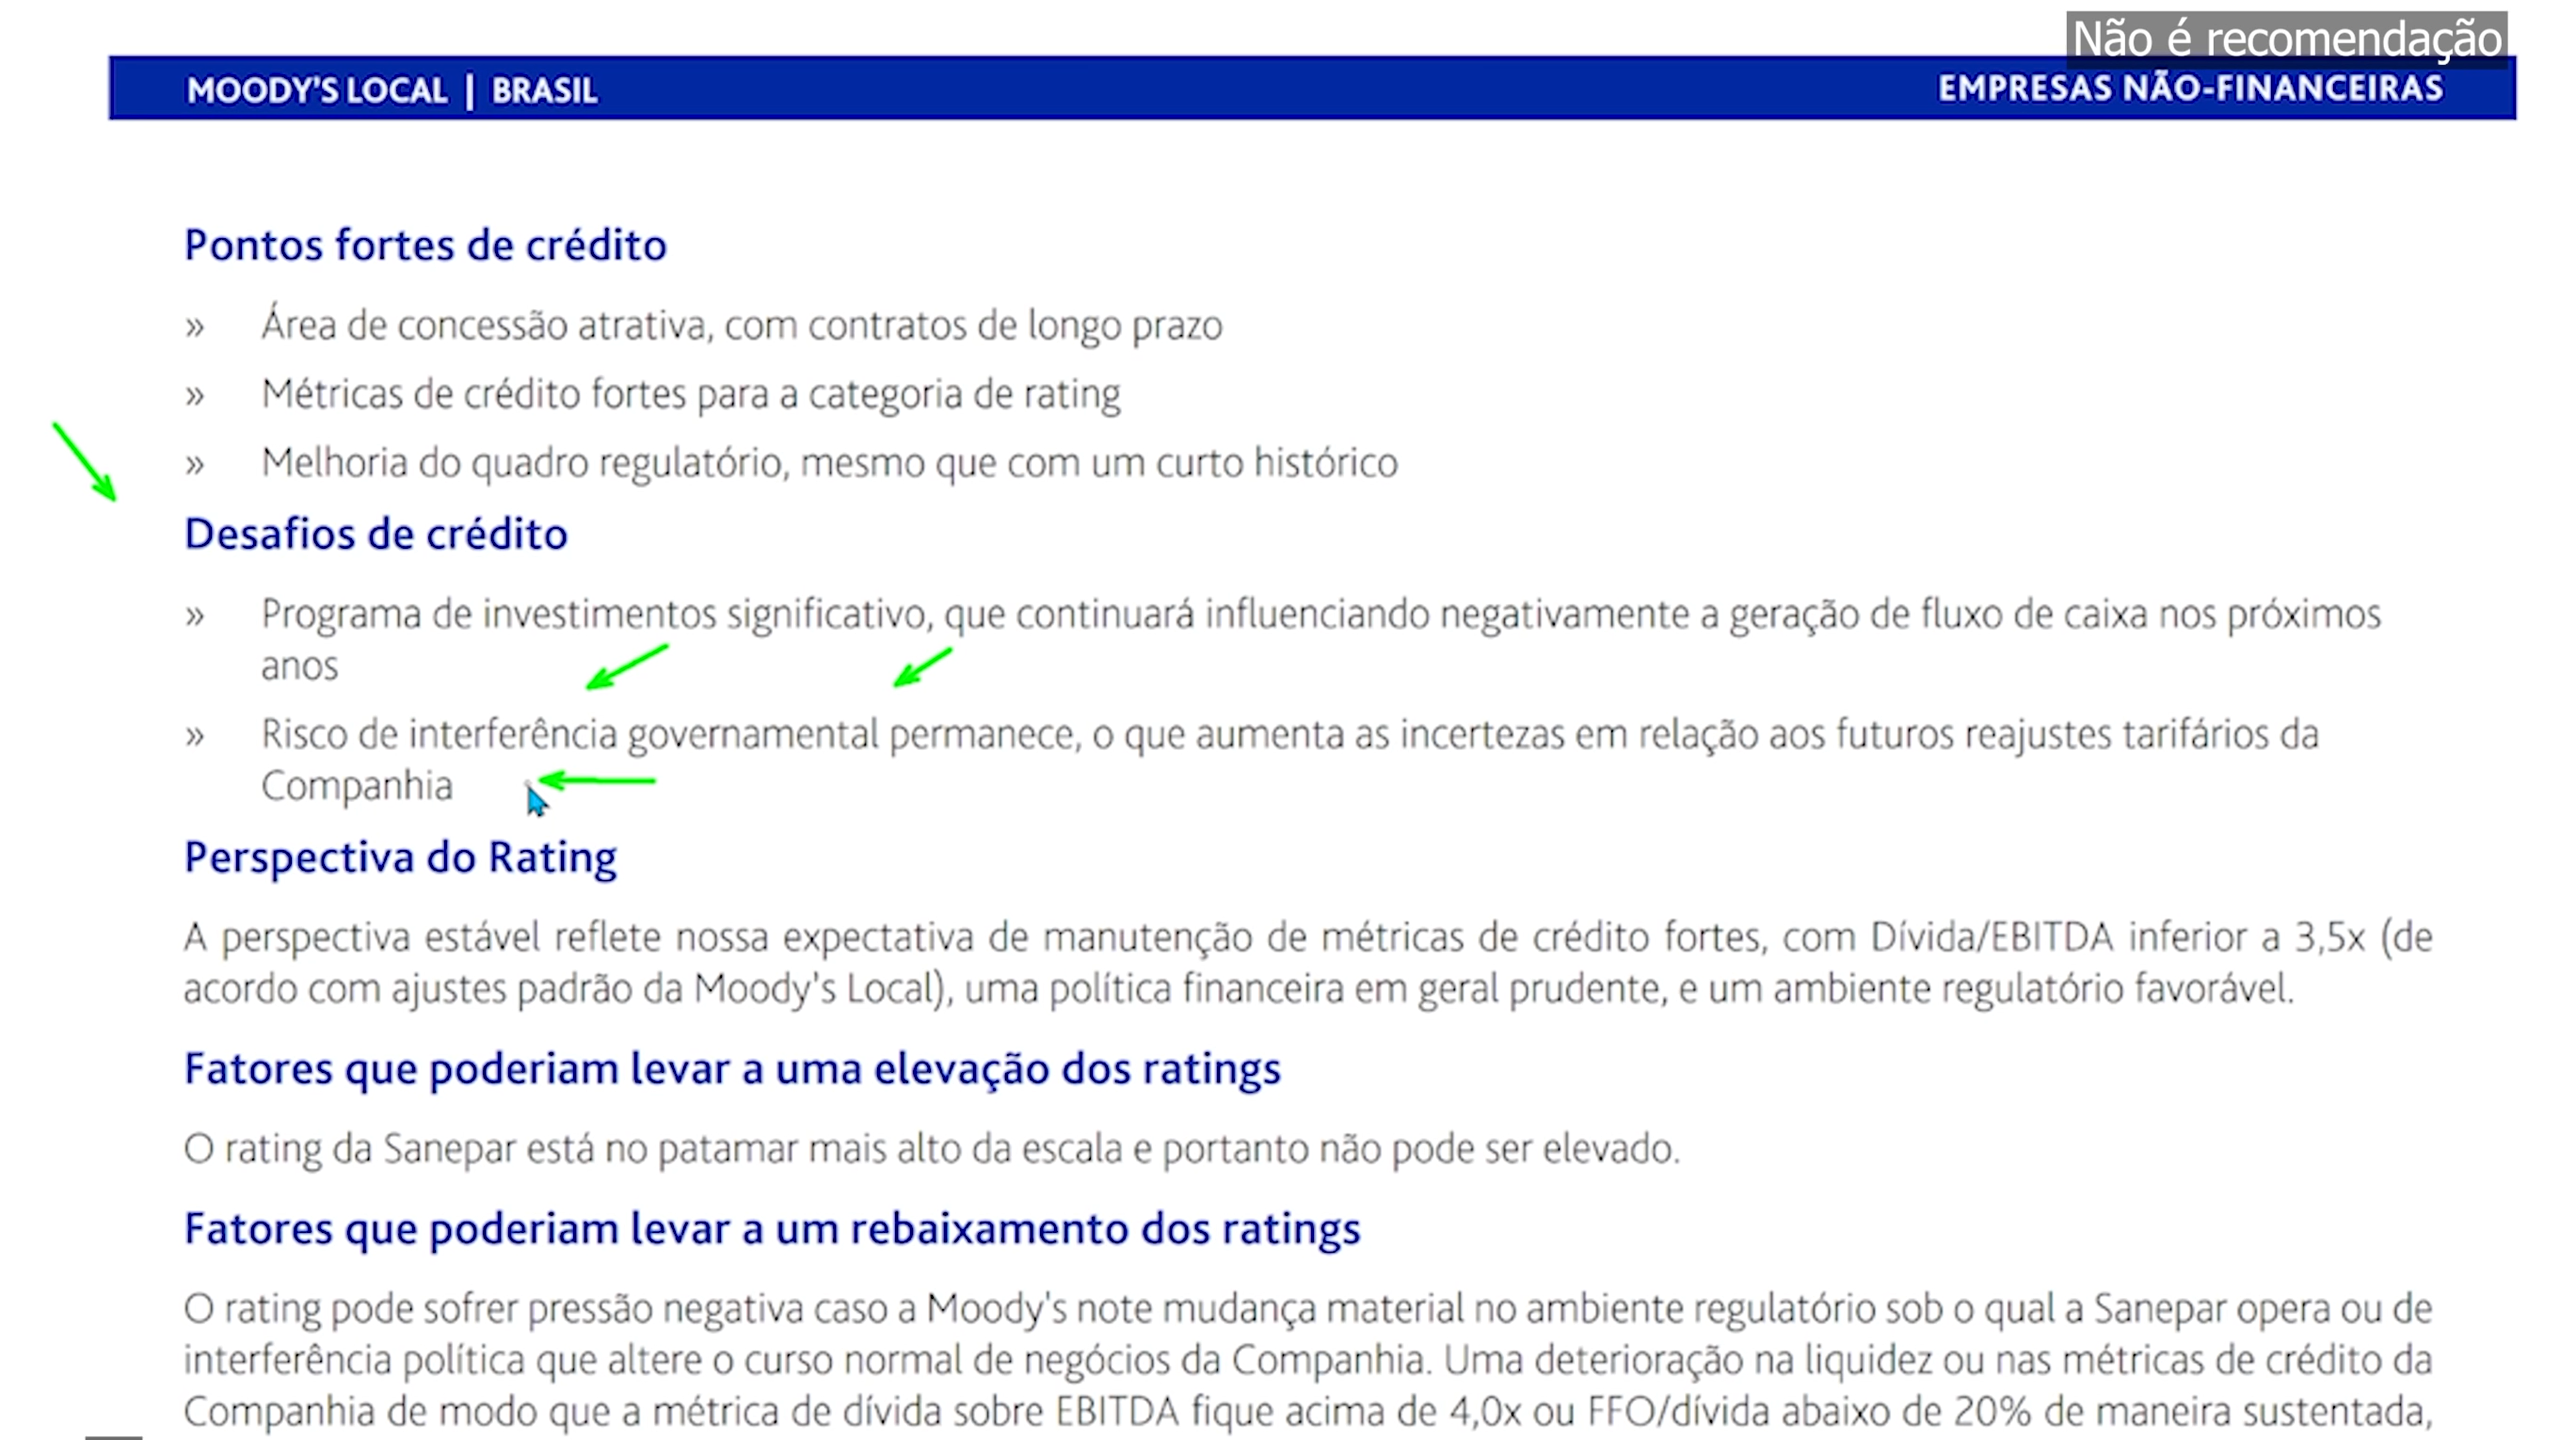 Não é recomendação
MOODY'S LOCAL | BRASIL EMPRESAS NÃO-FINANCEIRAS
Pontos fortes de crédito
» Área de concessão atrativa, com contratos de longo prazo
» Métricas de crédito fortes para a categoria de rating
» Melhoria do quadro regulatório, mesmo que com um curto histórico
Desafios de crédito
» Programa de investimentos significativo, que continuará influenciando negativamente a geração de fluxo de caixa nos próximos
anos
» Risco de interferência governamental permanece, o que aumenta as incertezas em relação aos futuros reajustes tarifários da
Companhia
Perspectiva do Rating
A perspectiva estável reflete nossa expectativa de manutenção de métricas de crédito fortes, com Dívida/EBITDA inferior a 3,5x (de
acordo com ajustes padrão da Moody's Local), uma política financeira em geral prudente, e um ambiente regulatório favorável.
Fatores que poderiam levar a uma elevação dos ratings
O rating da Sanepar está no patamar mais alto da escala e portanto não pode ser elevado.
Fatores que poderiam levar a um rebaixamento dos ratings
O rating pode sofrer pressão negativa caso a Moody's note mudança material no ambiente regulatório sob o qual a Sanepar opera ou de
interferência política que altere o curso normal de negócios da Companhia. Uma deterioração na liquidez ou nas métricas de crédito da
Companhia de modo que a métrica de dívida sobre EBITDA fique acima de 4,0x ou FFO/dívida abaixo de 20% de maneira sustentada,